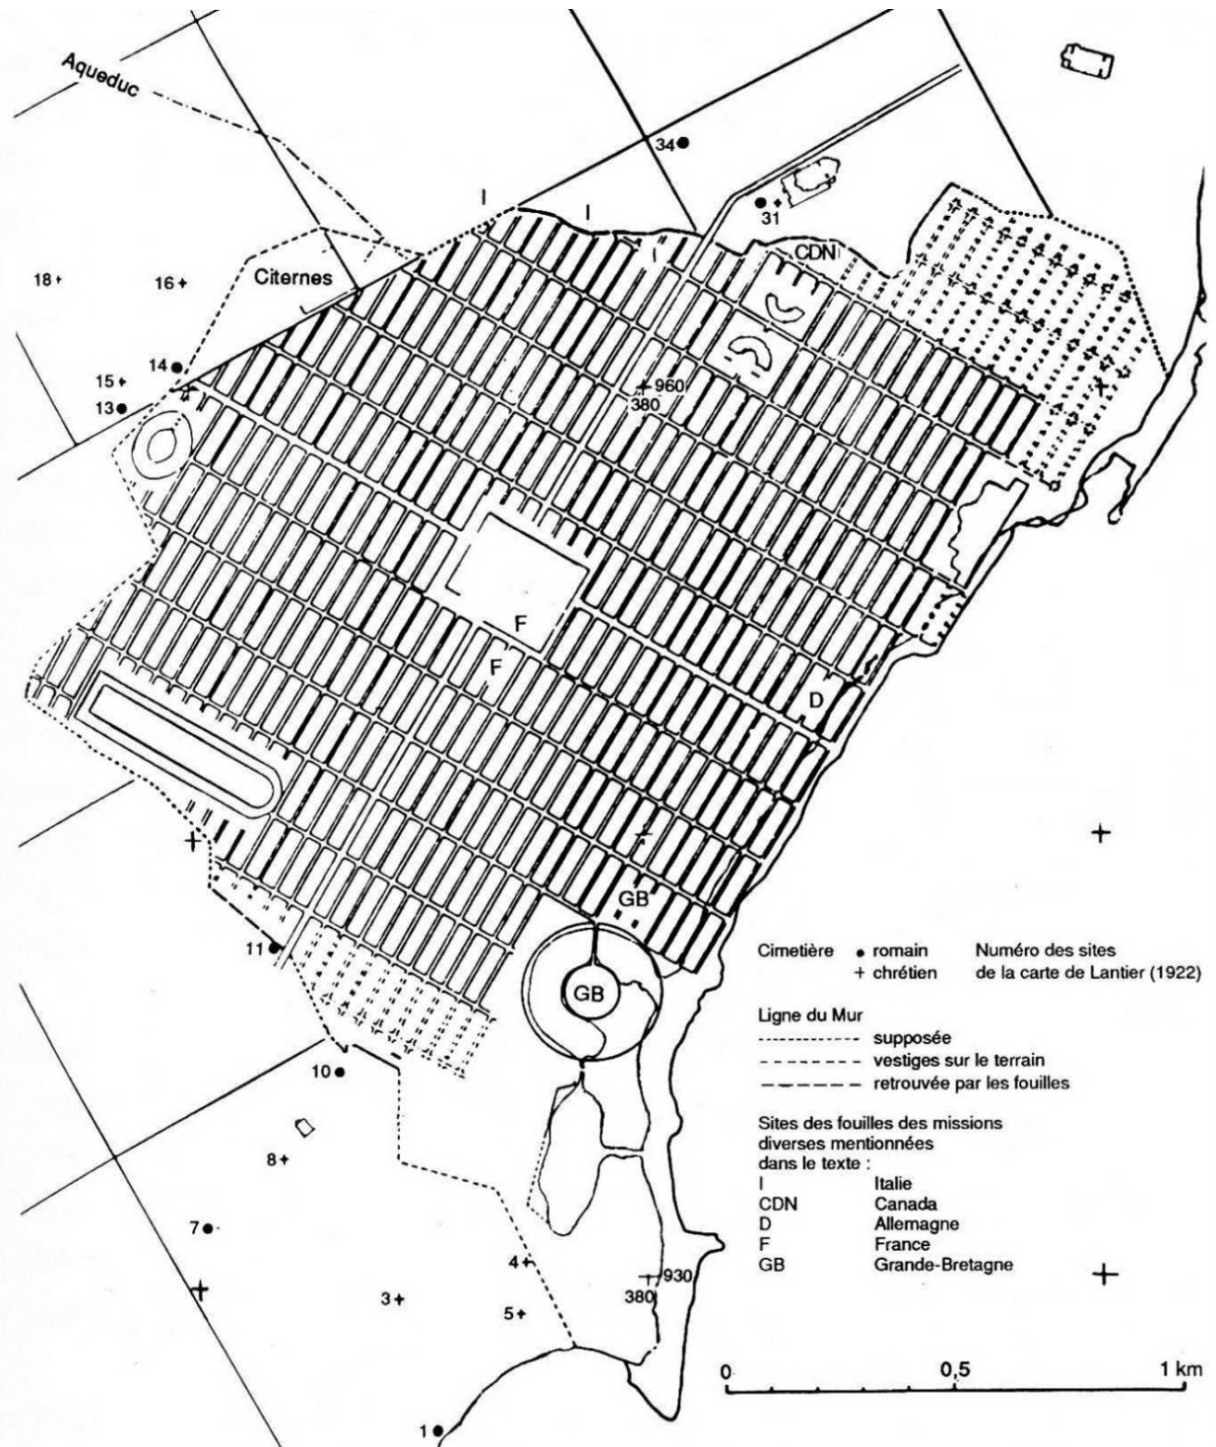 Aqueduc
34
31
I
I
CDN
18
16
Citernes
14
15
13
960
380
F
F
D
GB
GB
11
10
8
7
4
3
5
930
380
1
Cimetière
romain
chrétien
Numéro des sites
de la carte de Lantier (1922)
Ligne du Mur
supposée
vestiges sur le terrain
retrouvée par les fouilles
Sites des fouilles des missions
diverses mentionnées
dans le texte :
I Italie
CDN Canada
D Allemagne
F France
GB Grande-Bretagne
0 0,5 1 km